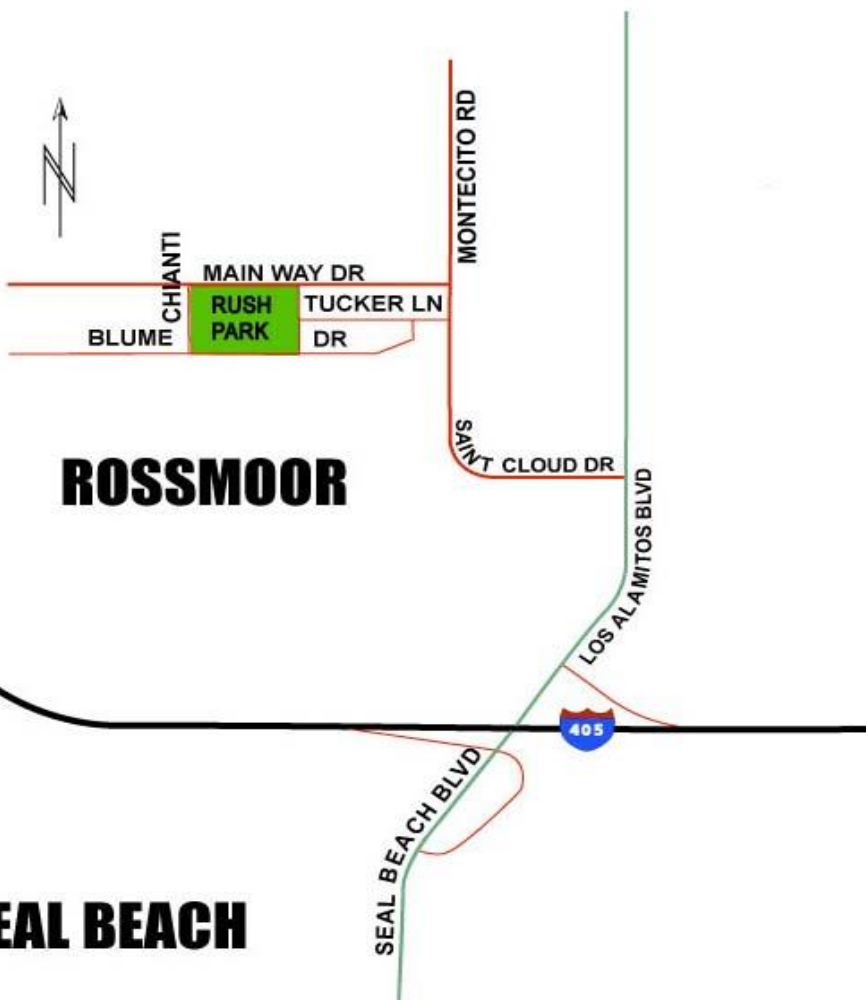 N
MONTECITO RD
CHIANTI
MAIN WAY DR
RUSH
PARK
TUCKER LN
BLUME
DR
SAINT CLOUD DR
ROSSMOOR
LOS ALAMITOS BLVD
405
SEAL BEACH BLVD
EAL BEACH